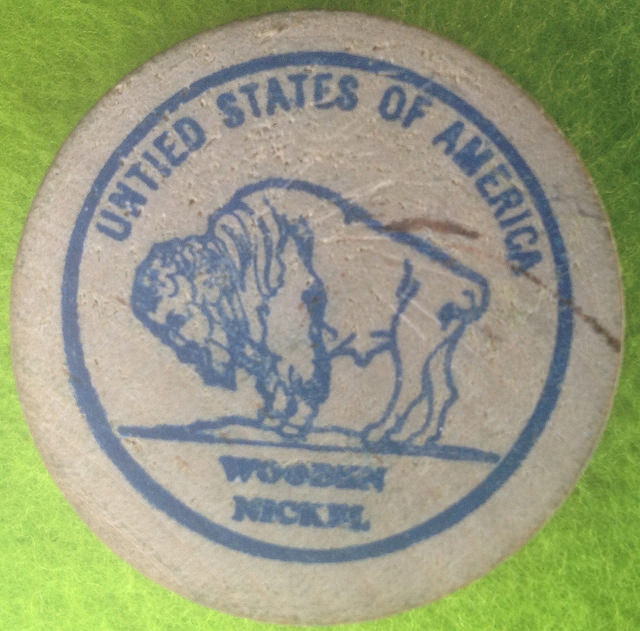 UNTIED STATES OF AMERICA
WOODEN
NICKEL